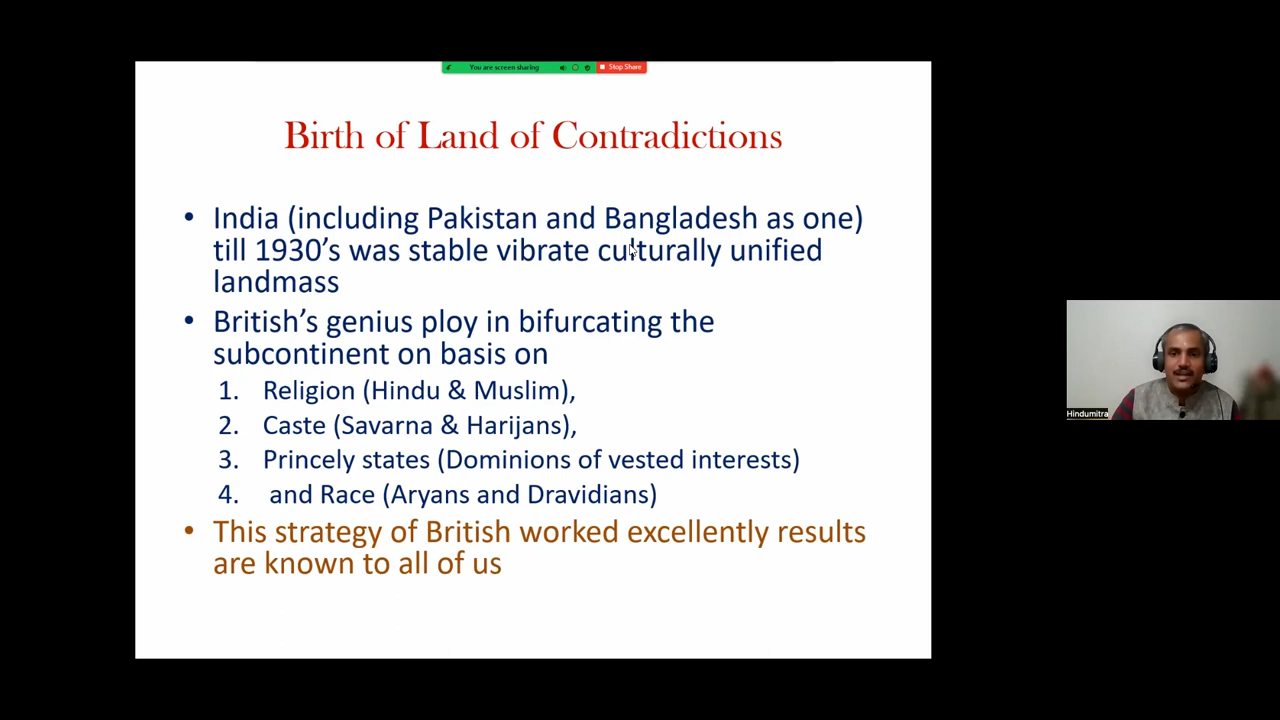 You are screen sharing
Stop Share
Birth of Land of Contradictions
• India (including Pakistan and Bangladesh as one)
till 1930's was stable vibrate culturally unified
landmass
• British's genius ploy in bifurcating the
subcontinent on basis on
1. Religion (Hindu & Muslim),
2. Caste (Savarna & Harijans),
3. Princely states (Dominions of vested interests)
4. and Race (Aryans and Dravidians)
• This strategy of British worked excellently results
are known to all of us
Hindumitra